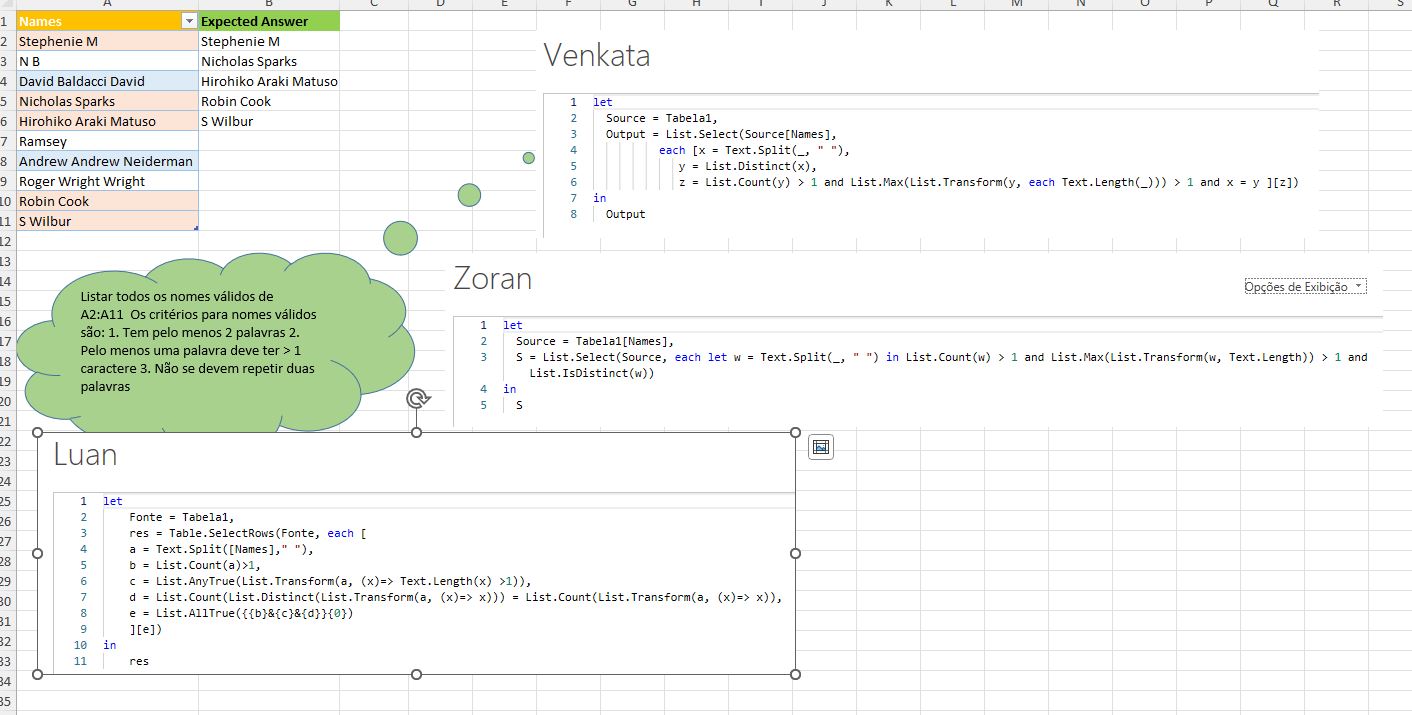 A B C D E F G H I J K L M N O P Q R S
1 Names Expected Answer
2 Stephenie M Stephenie M
3 N B Nicholas Sparks
4 David Baldacci David Hirohiko Araki Matuso
5 Nicholas Sparks Robin Cook
6 Hirohiko Araki Matuso S Wilbur
7 Ramsey
8 Andrew Andrew Neiderman
9 Roger Wright Wright
10 Robin Cook
11 S Wilbur
12
13
14
15
16
17
18
19
20
21
22
23
24
25
26
27
28
29
30
31
32
33
34
35
Venkata
1 let
2 Source = Tabela1,
3 Output = List.Select(Source[Names],
4 each [x = Text.Split(_, " "),
5 y = List.Distinct(x),
6 z = List.Count(y) > 1 and List.Max(List.Transform(y, each Text.Length(_))) > 1 and x = y ][z])
7 in
8 Output
Zoran
Opções de Exibição
1 let
2 Source = Tabela1[Names],
3 S = List.Select(Source, each let w = Text.Split(_, " ") in List.Count(w) > 1 and List.Max(List.Transform(w, Text.Length)) > 1 and
List.IsDistinct(w))
4 in
5 S
Listar todos os nomes válidos de
A2:A11 Os critérios para nomes válidos
são: 1. Tem pelo menos 2 palavras 2.
Pelo menos uma palavra deve ter > 1
caractere 3. Não se devem repetir duas
palavras
Luan
1 let
2 Fonte = Tabela1,
3 res = Table.SelectRows(Fonte, each [
4 a = Text.Split([Names]," "),
5 b = List.Count(a)>1,
6 c = List.AnyTrue(List.Transform(a, (x)=> Text.Length(x) >1)),
7 d = List.Count(List.Distinct(List.Transform(a, (x)=> x))) = List.Count(List.Transform(a, (x)=> x)),
8 e = List.AllTrue({{b}&{c}&{d}}{0})
9 ][e])
10 in
11 res